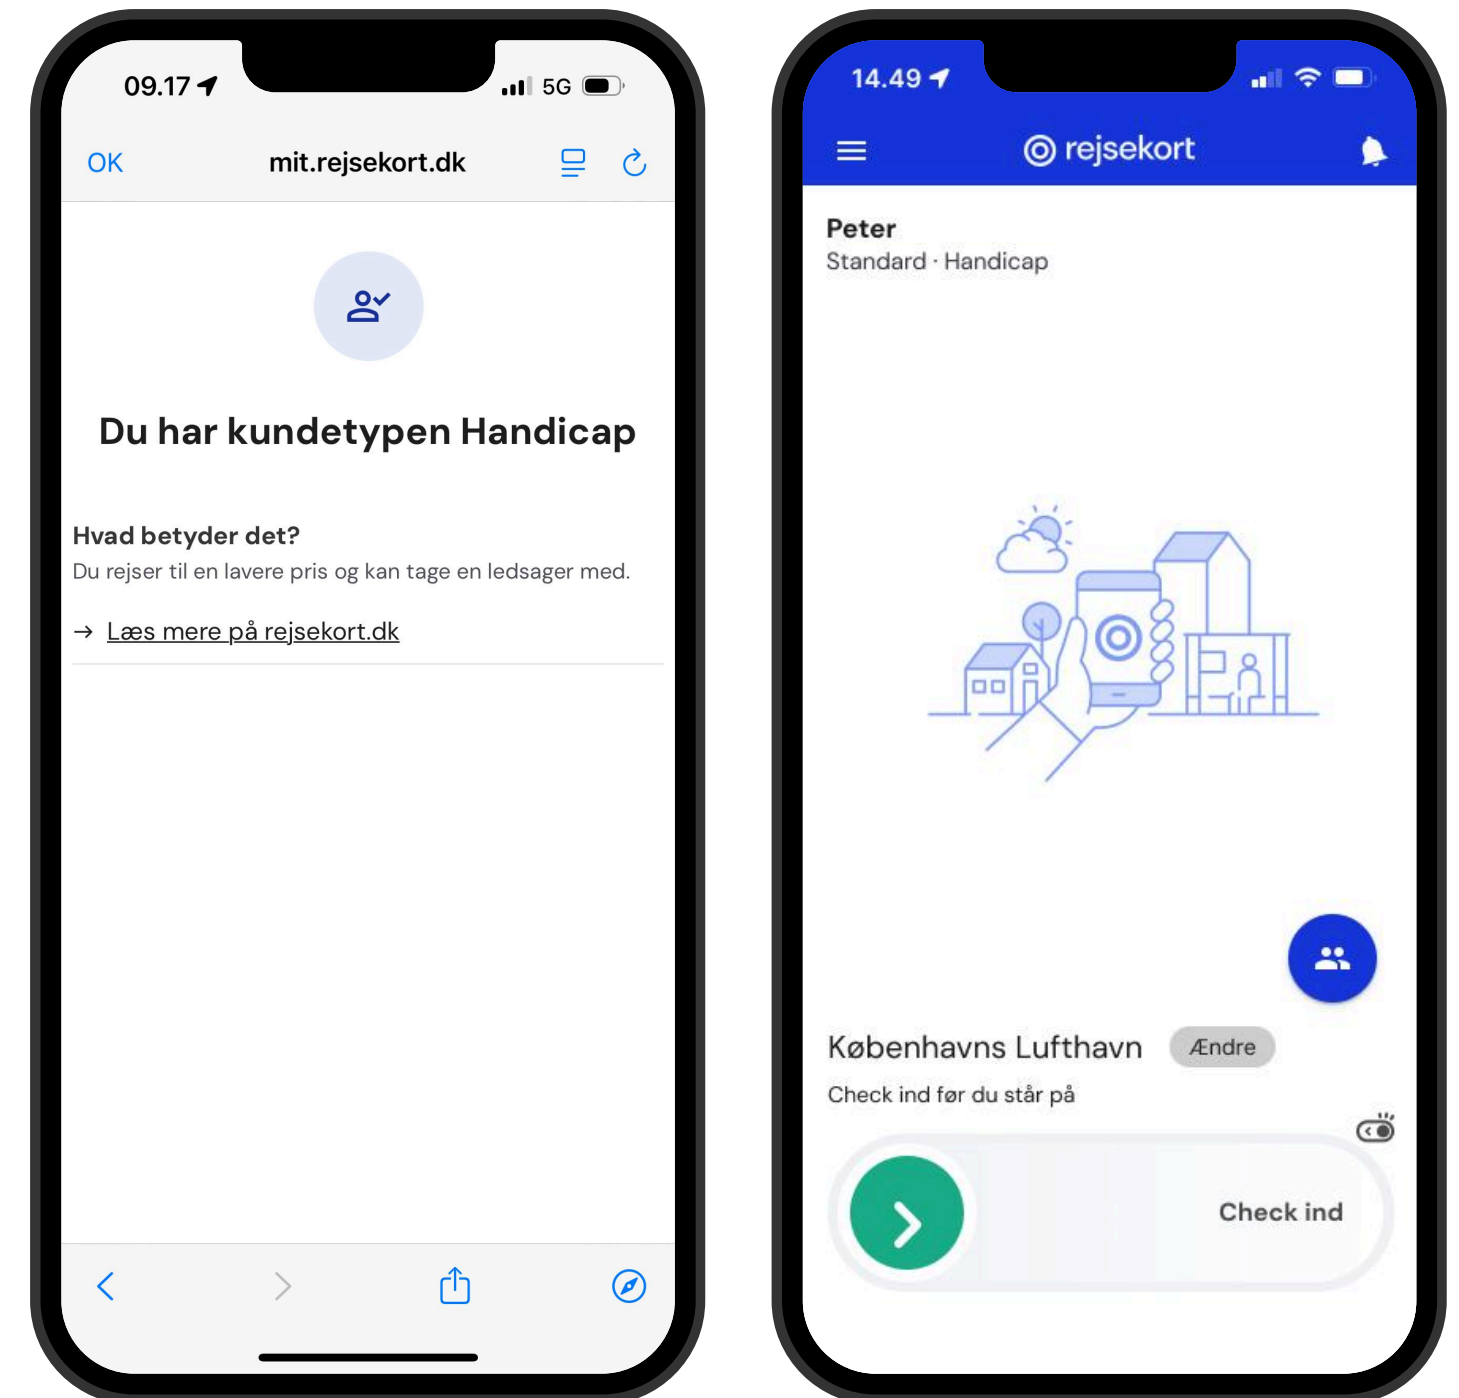 09.17
5G
OK
mit.rejsekort.dk
Du har kundetypen Handicap
Hvad betyder det?
Du rejser til en lavere pris og kan tage en ledsager med.
→ Læs mere på rejsekort.dk
14.49
rejsekort
Peter
Standard · Handicap
Københavns Lufthavn
Ændre
Check ind før du står på
Check ind